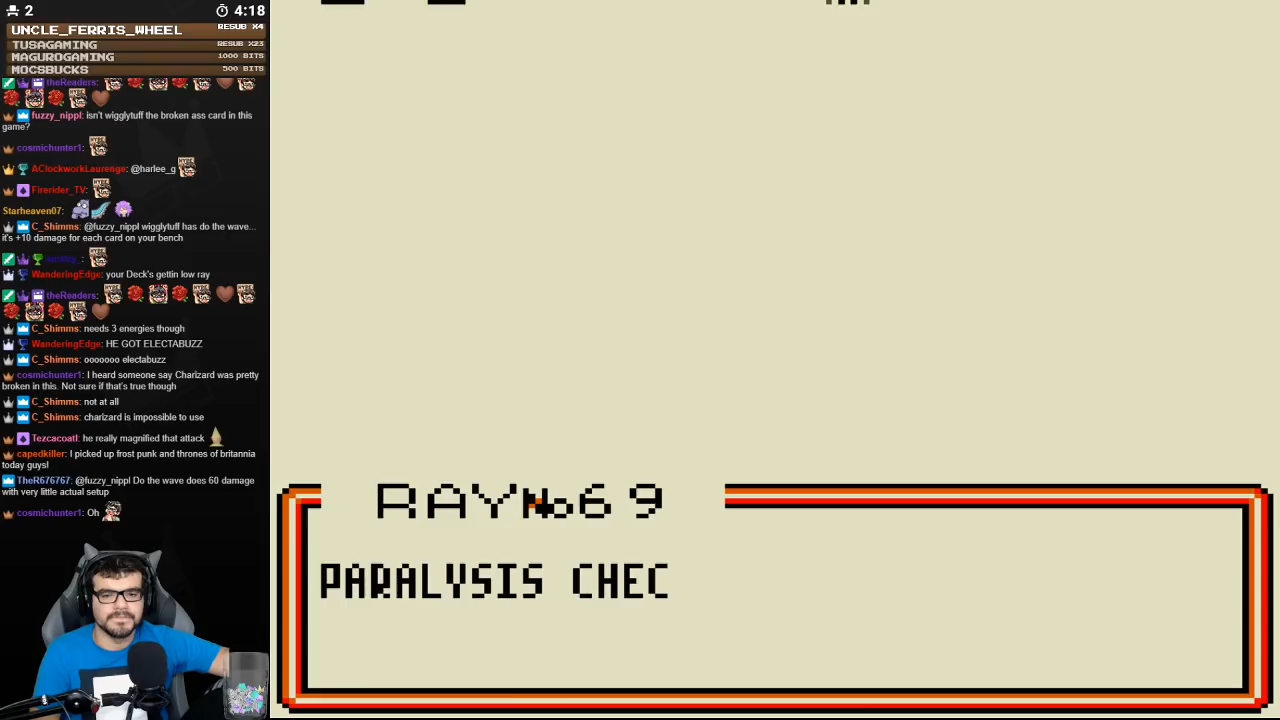 2 4:18
UNCLE_FERRIS_WHEEL RESUB X4
TUSAGAMING RESUB X23
MAGUROGAMING 1000 BITS
MOCSBUCKS 500 BITS
theReaders:
fuzzy_nippl: isn't wigglytuff the broken ass card in this
game?
cosmichunter1:
AClockworkLaurenge: @harlee_g
Firerider_TV:
Starheaven07:
C_Shimms: @fuzzy_nippl wigglytuff has do the wave...
it's +10 damage for each card on your bench
WanderingEdge: your Deck's gettin low ray
theReaders:
C_Shimms: needs 3 energies though
WanderingEdge: HE GOT ELECTABUZZ
C_Shimms: ooooooo electabuzz
cosmichunter1: I heard someone say Charizard was pretty
broken in this. Not sure if that's true though
C_Shimms: not at all
C_Shimms: charizard is impossible to use
Tezcacoatl: he really magnified that attack
capedkiller: I picked up frost punk and thrones of britannia
today guys!
TheR676767: @fuzzy_nippl Do the wave does 60 damage
with very little actual setup
cosmichunter1: Oh
RAY№69
PARALYSIS CHEC